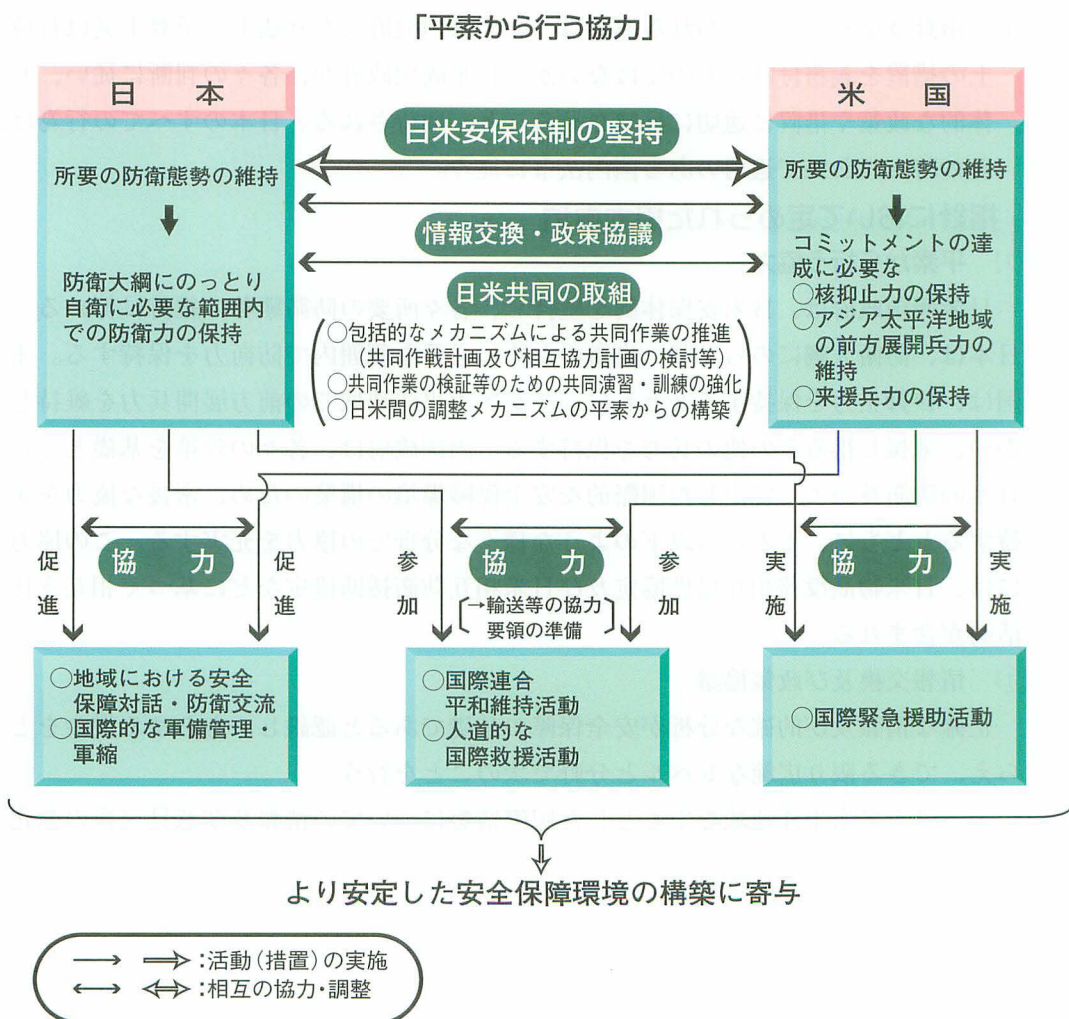 「平素から行う協力」
日本
米国
所要の防衛態勢の維持
防衛大綱にのっとり
自衛に必要な範囲内
での防衛力の保持
日米安保体制の堅持
情報交換・政策協議
日米共同の取組
○包括的なメカニズムによる共同作業の推進
(共同作戦計画及び相互協力計画の検討等)
○共同作業の検証等のための共同演習・訓練の強化
○日米間の調整メカニズムの平素からの構築
所要の防衛態勢の維持
コミットメントの達
成に必要な
○核抑止力の保持
○アジア太平洋地域
の前方展開兵力の
維持
○来援兵力の保持
促進
協力
促進
参加
協力
→輸送等の協力
要領の準備
参加
実施
協力
実施
○地域における安全
保障対話・防衛交流
○国際的な軍備管理・
軍縮
○国際連合
平和維持活動
○人道的な
国際救援活動
○国際緊急援助活動
より安定した安全保障環境の構築に寄与
→ ⇒:活動(措置)の実施
↔ ⇔:相互の協力・調整